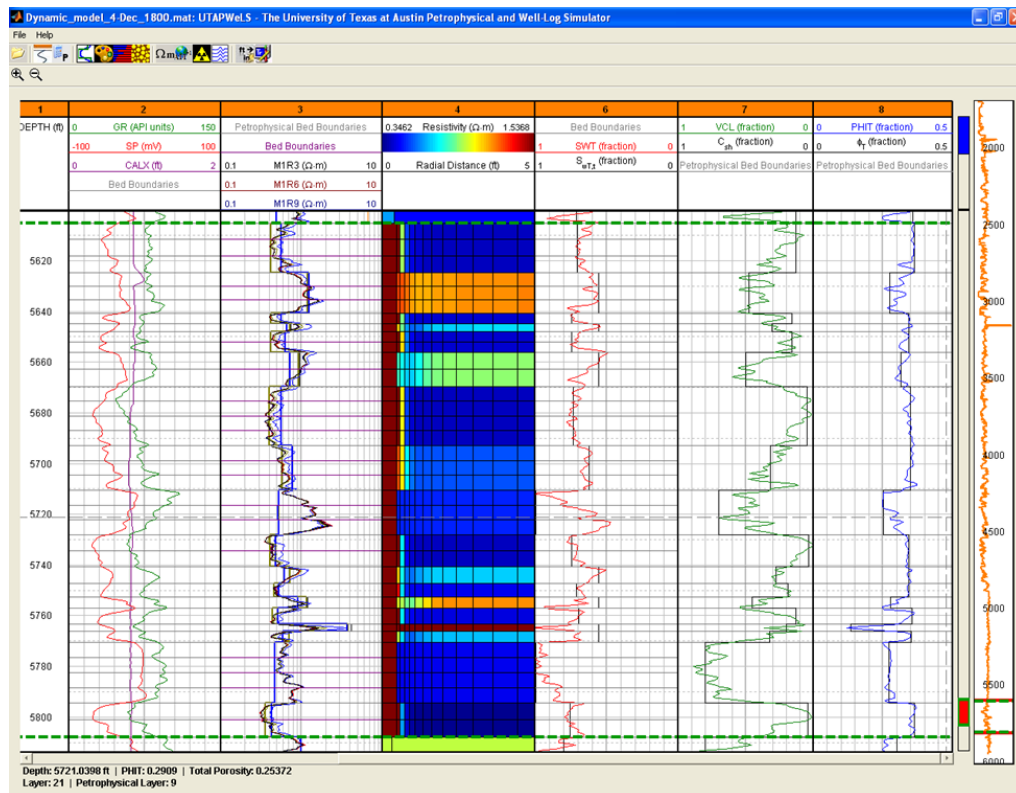 Dynamic_model_4-Dec_1800.mat: UTAPWeLS - The University of Texas at Austin Petrophysical and Well-Log Simulator
File Help
1 2 3 4 6 7 8
DEPTH (ft)
0 GR (API units) 150
-100 SP (mV) 100
0 CALX (ft) 2
Bed Boundaries
Petrophysical Bed Boundaries
Bed Boundaries
0.1 M1R3 (Ω·m) 10
0.1 M1R6 (Ω·m) 10
0.1 M1R9 (Ω·m) 10
0.3462 Resistivity (Ω·m) 1.5368
0 Radial Distance (ft) 5
Bed Boundaries
1 SWT (fraction) 0
1 SwT,t (fraction) 0
1 VCL (fraction) 0
1 Csh (fraction) 0
Petrophysical Bed Boundaries
0 PHIT (fraction) 0.5
0 ϕT (fraction) 0.5
Petrophysical Bed Boundaries
5620
5640
5660
5680
5700
5720
5740
5760
5780
5800
2000
2500
3000
3500
4000
4500
5000
5500
6000
Depth: 5721.0398 ft | PHIT: 0.2909 | Total Porosity: 0.25372
Layer: 21 | Petrophysical Layer: 9